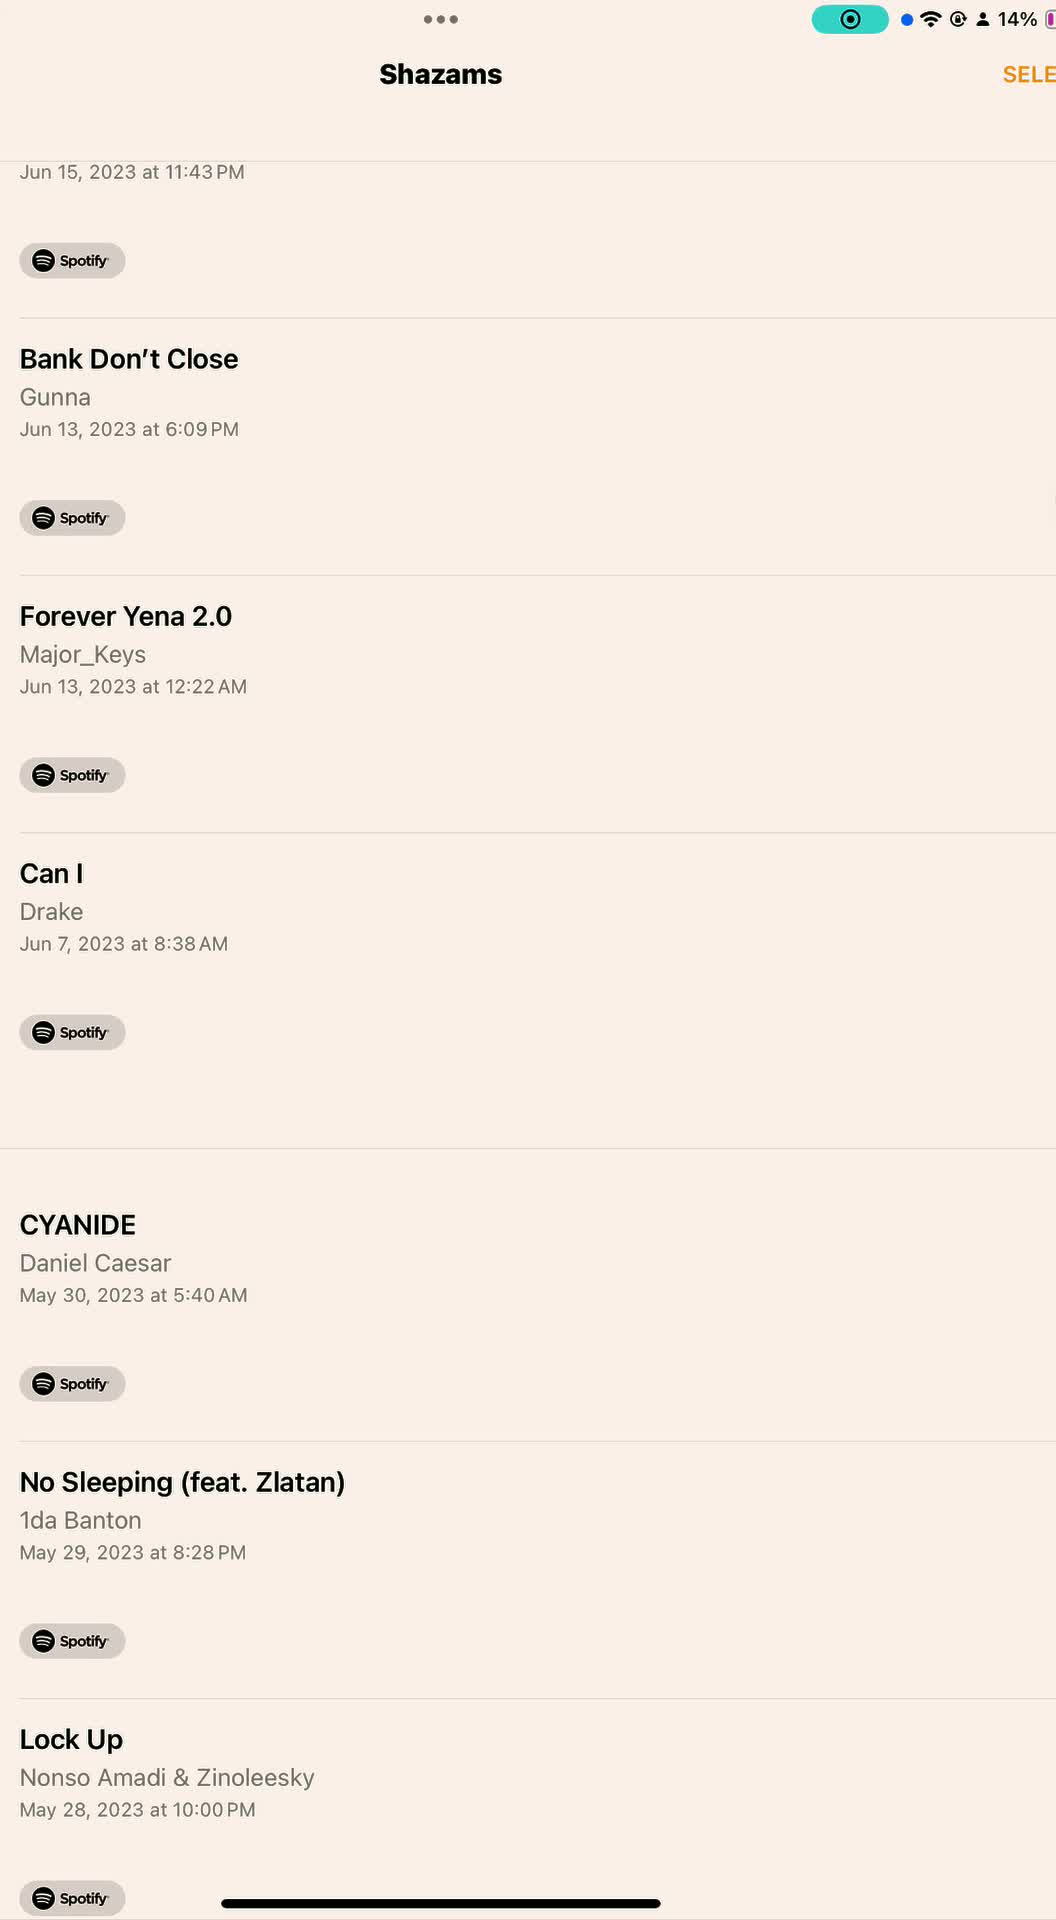 14%
Shazams
SELE
Jun 15, 2023 at 11:43 PM
Spotify
Bank Don’t Close
Gunna
Jun 13, 2023 at 6:09 PM
Spotify
Forever Yena 2.0
Major_Keys
Jun 13, 2023 at 12:22 AM
Spotify
Can I
Drake
Jun 7, 2023 at 8:38 AM
Spotify
CYANIDE
Daniel Caesar
May 30, 2023 at 5:40 AM
Spotify
No Sleeping (feat. Zlatan)
1da Banton
May 29, 2023 at 8:28 PM
Spotify
Lock Up
Nonso Amadi & Zinoleesky
May 28, 2023 at 10:00 PM
Spotify